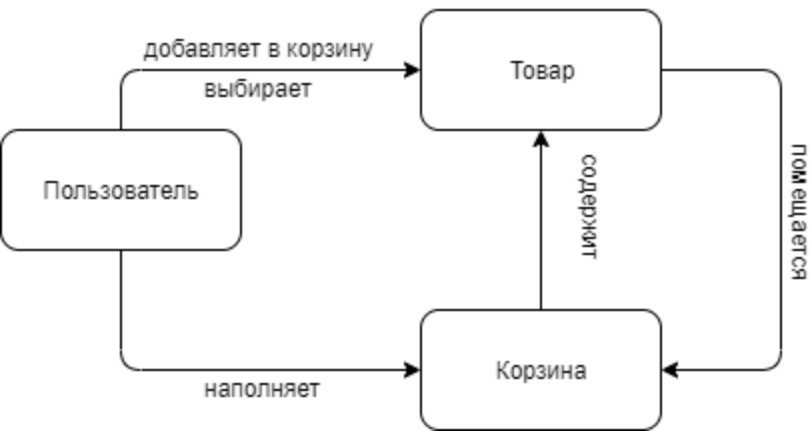 добавляет в корзину
выбирает
Товар
Пользователь
содержит
помещается
Корзина
наполняет